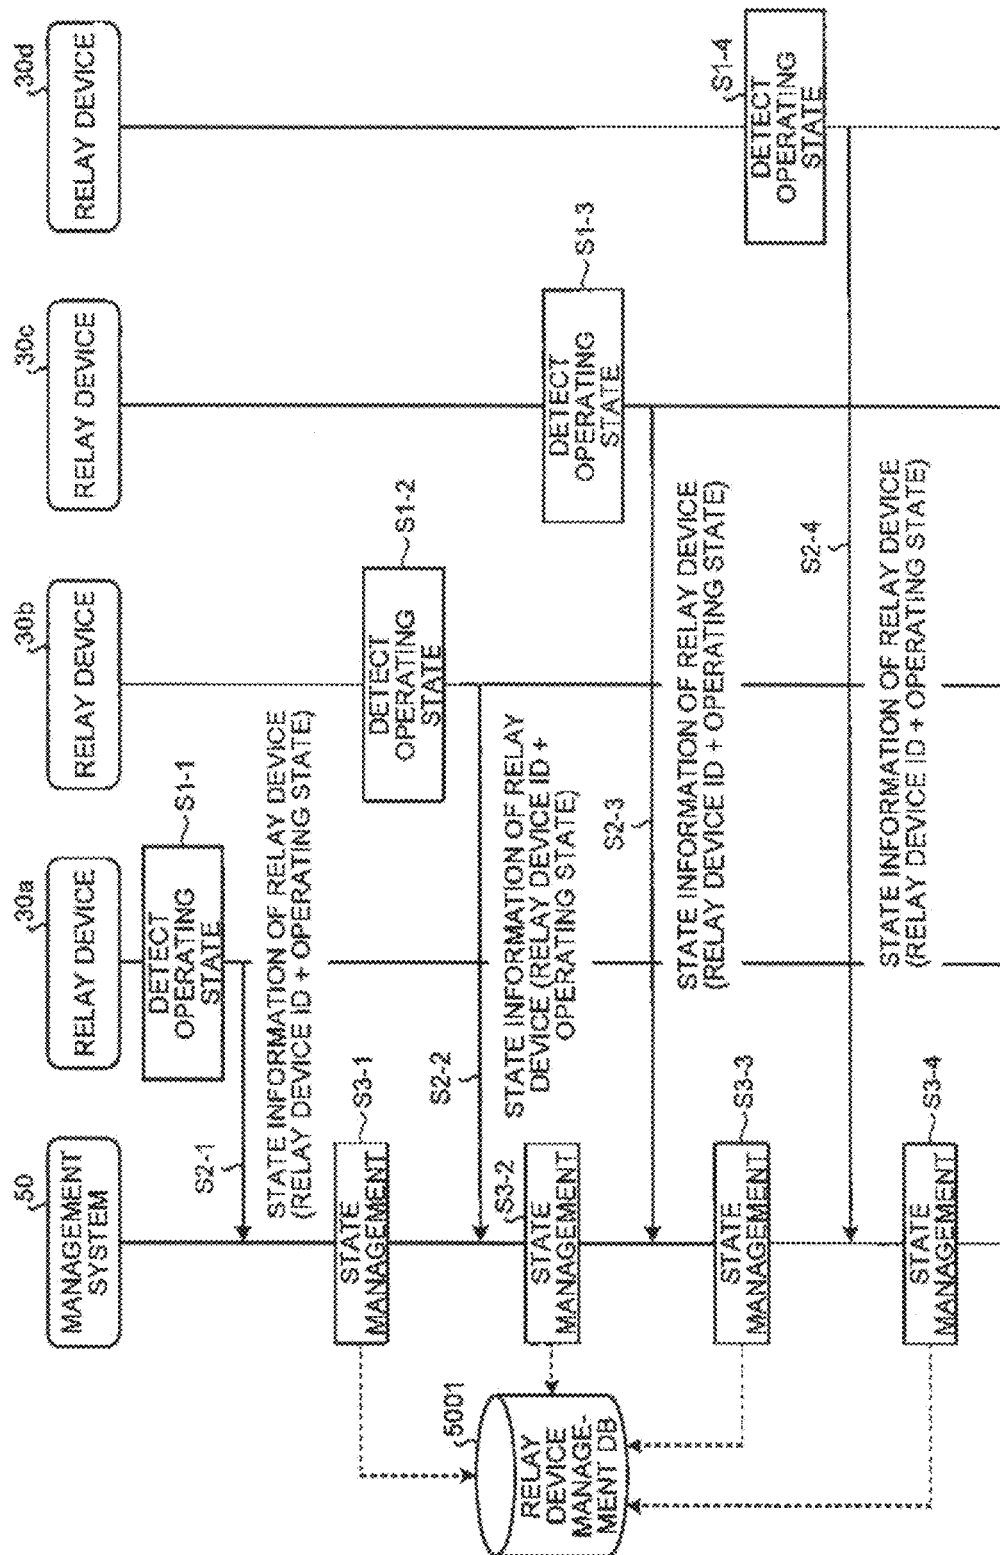 50
MANAGEMENT
SYSTEM
30a
RELAY DEVICE
30b
RELAY DEVICE
30c
RELAY DEVICE
30d
RELAY DEVICE
S1-1
DETECT
OPERATING
STATE
S2-1
STATE INFORMATION OF RELAY DEVICE
(RELAY DEVICE ID + OPERATING STATE)
S3-1
STATE
MANAGEMENT
S1-2
DETECT
OPERATING
STATE
S2-2
STATE INFORMATION OF RELAY
DEVICE (RELAY DEVICE ID +
OPERATING STATE)
S3-2
STATE
MANAGEMENT
5001
RELAY
DEVICE
MANAGE-
MENT DB
S1-3
DETECT
OPERATING
STATE
S2-3
STATE INFORMATION OF RELAY DEVICE
(RELAY DEVICE ID + OPERATING STATE)
S3-3
STATE
MANAGEMENT
S1-4
DETECT
OPERATING
STATE
S2-4
STATE INFORMATION OF RELAY DEVICE
(RELAY DEVICE ID + OPERATING STATE)
S3-4
STATE
MANAGEMENT